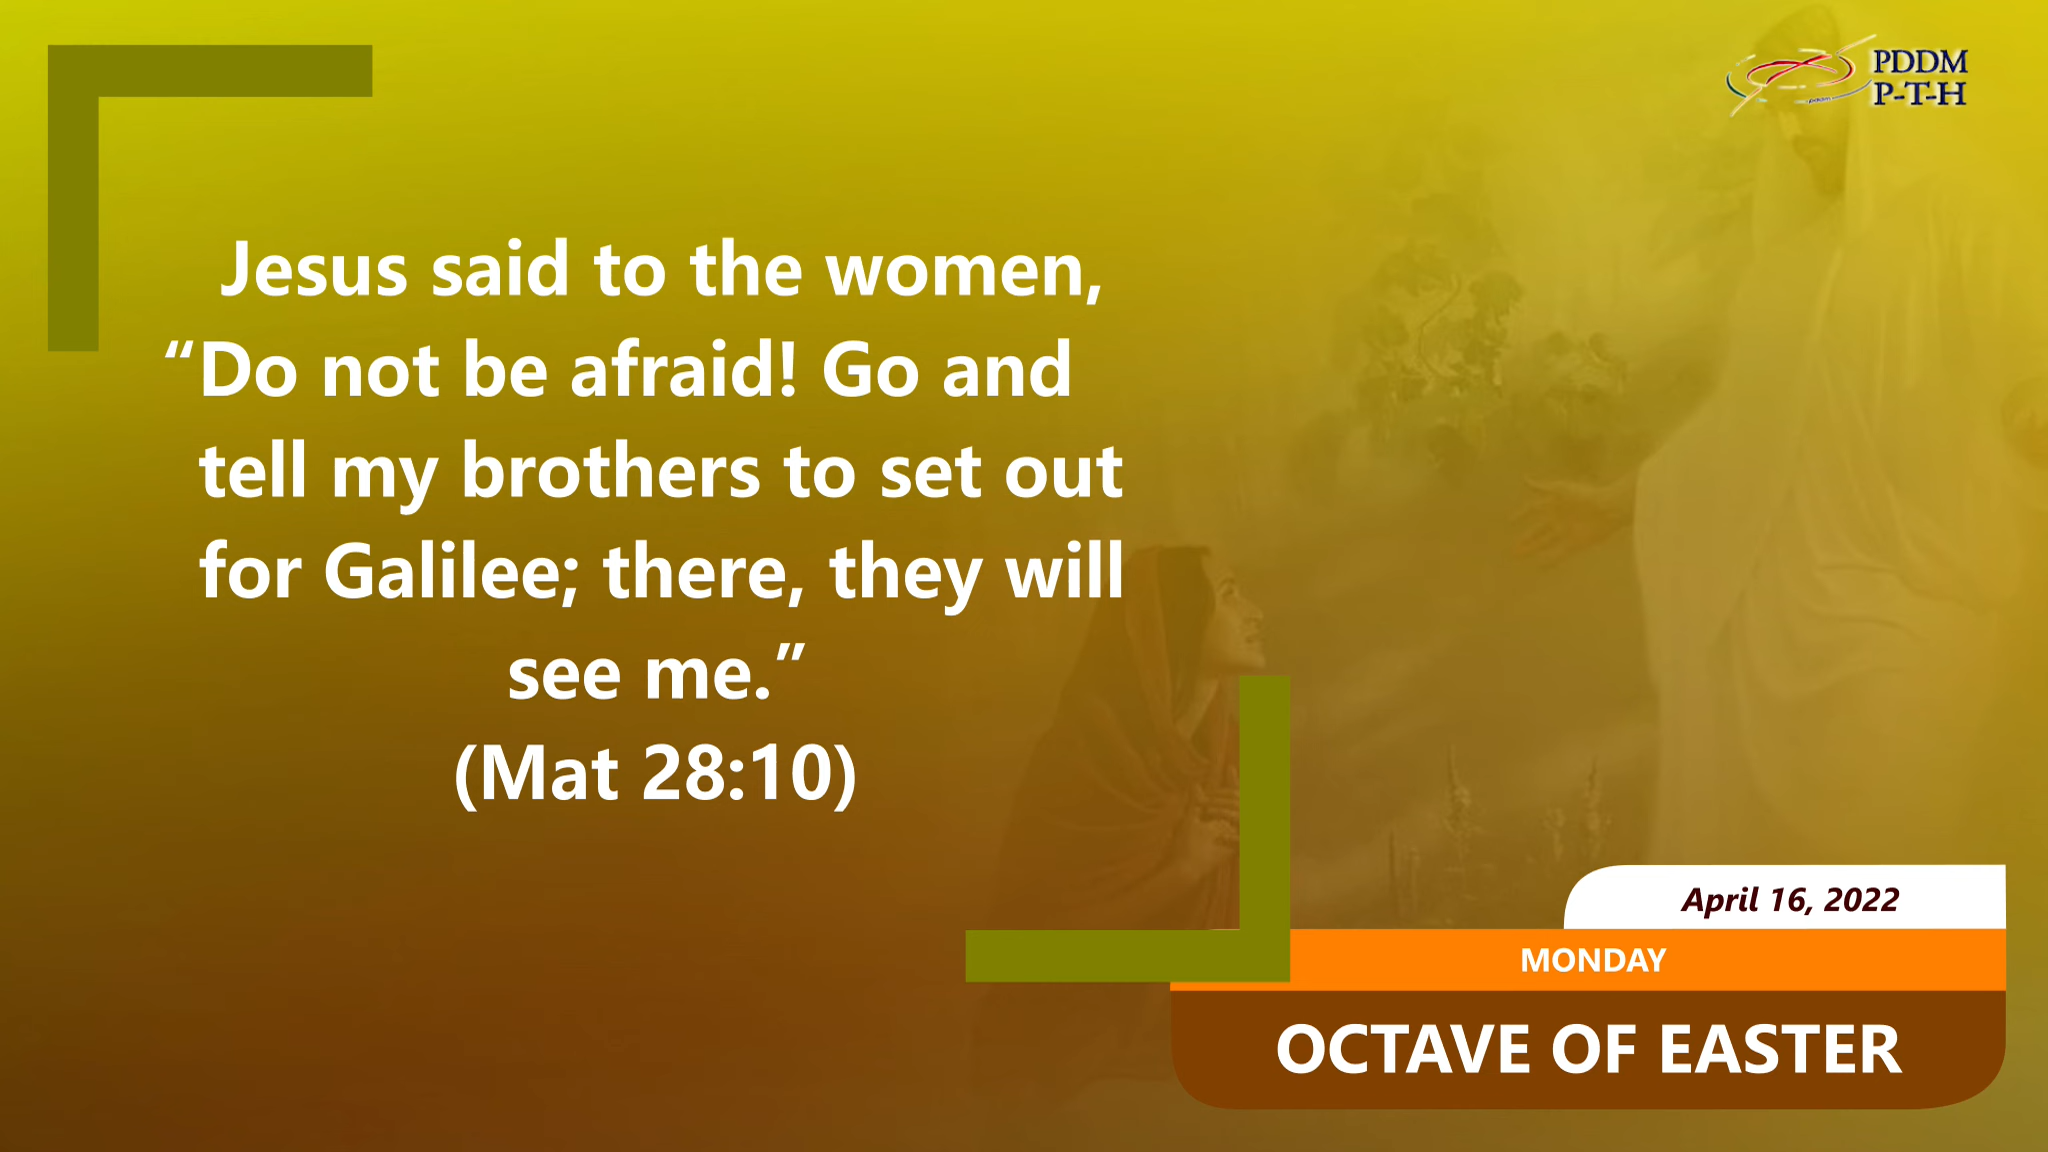 PDDM
P-T-H
Jesus said to the women,
“Do not be afraid! Go and
tell my brothers to set out
for Galilee; there, they will
see me.”
(Mat 28:10)
April 16, 2022
MONDAY
OCTAVE OF EASTER